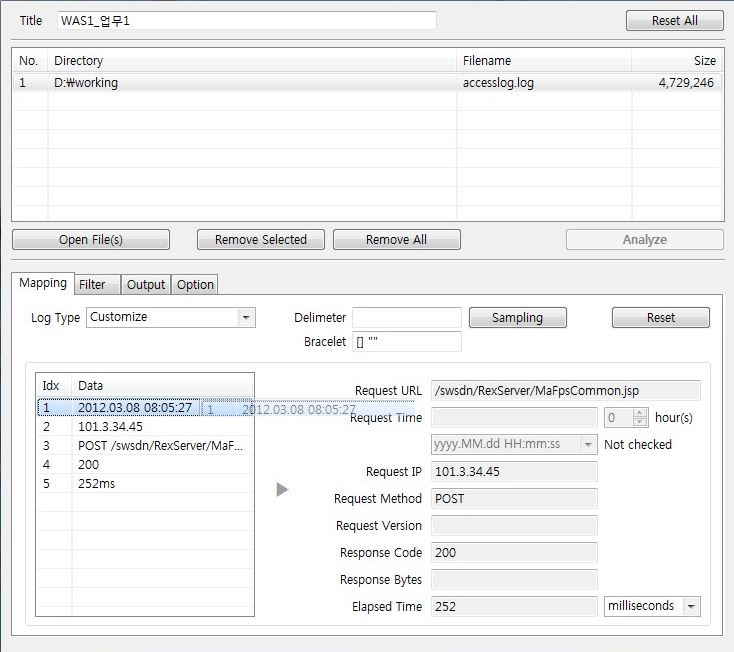 Title WAS1_업무1 Reset All
No. Directory Filename Size
1 D:₩working accesslog.log 4,729,246
Open File(s) Remove Selected Remove All Analyze
Mapping Filter Output Option
Log Type Customize Delimeter Sampling Reset
Bracelet [] ""
Idx Data
1 2012.03.08 08:05:27
1 2012.03.08 08:05:27
2 101.3.34.45
3 POST /swsdn/RexServer/MaF...
4 200
5 252ms
Request URL /swsdn/RexServer/MaFpsCommon.jsp
Request Time 0 hour(s)
yyyy.MM.dd HH:mm:ss Not checked
Request IP 101.3.34.45
Request Method POST
Request Version
Response Code 200
Response Bytes
Elapsed Time 252 milliseconds